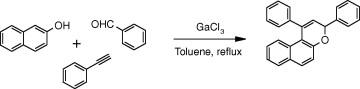 OH
OHC
+
GaCl₃
Toluene, reflux
O